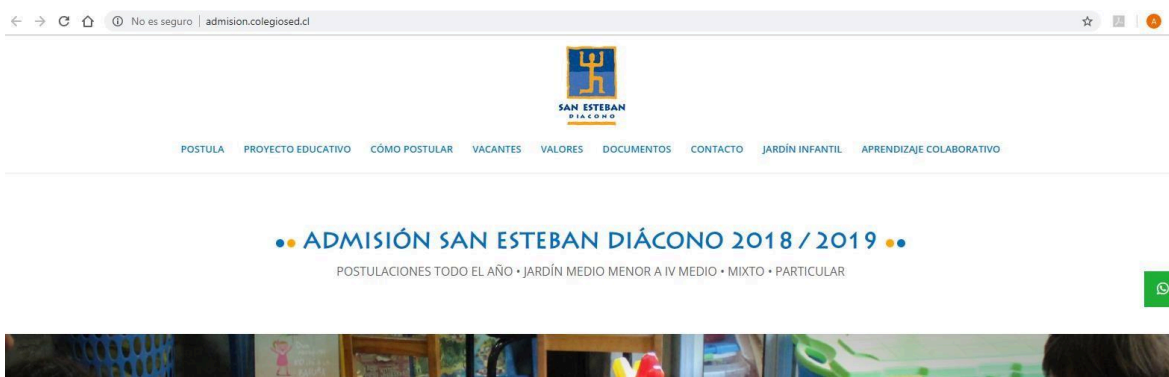 No es seguro | admision.colegiosed.cl
A
SAN ESTEBAN
DIACONO
POSTULA PROYECTO EDUCATIVO CÓMO POSTULAR VACANTES VALORES DOCUMENTOS CONTACTO JARDÍN INFANTIL APRENDIZAJE COLABORATIVO
•• ADMISIÓN SAN ESTEBAN DIÁCONO 2018 / 2019 ••
POSTULACIONES TODO EL AÑO • JARDÍN MEDIO MENOR A IV MEDIO • MIXTO • PARTICULAR